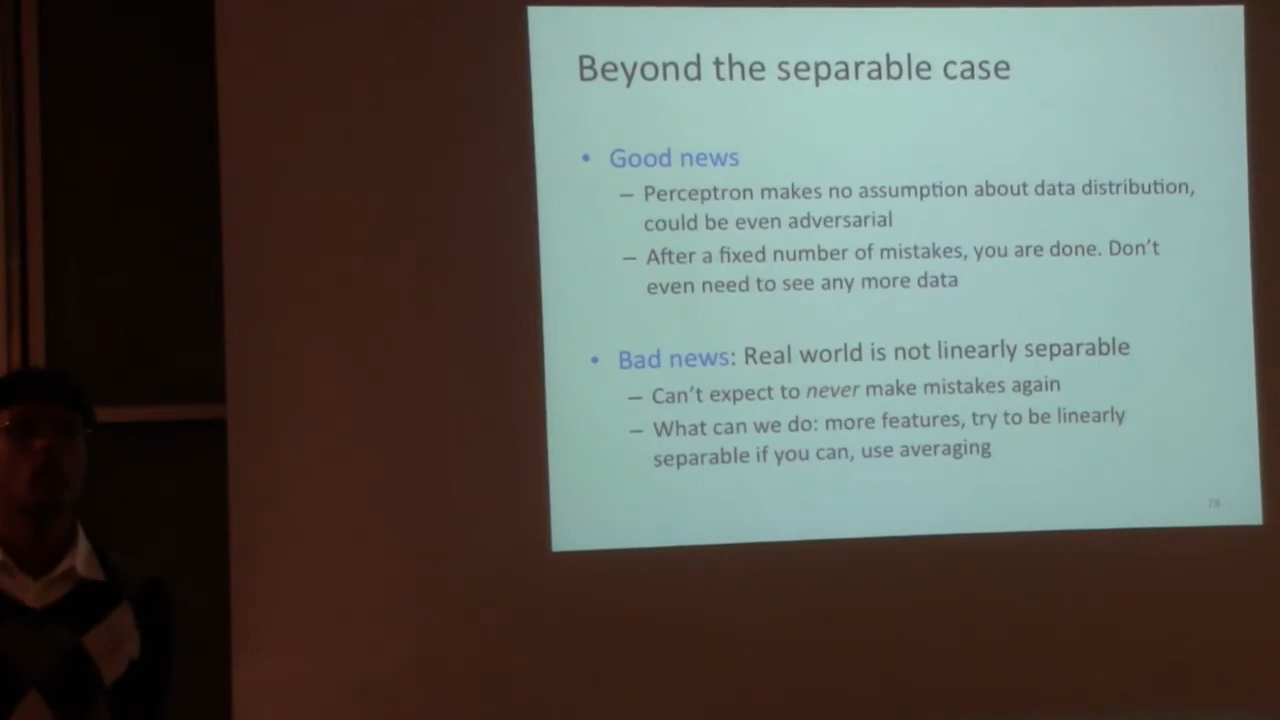 Beyond the separable case
• Good news
– Perceptron makes no assumption about data distribution,
could be even adversarial
– After a fixed number of mistakes, you are done. Don't
even need to see any more data
• Bad news: Real world is not linearly separable
– Can't expect to never make mistakes again
– What can we do: more features, try to be linearly
separable if you can, use averaging